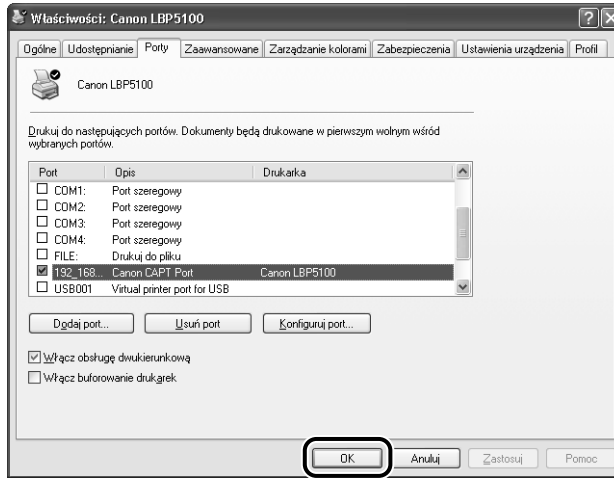 Właściwości: Canon LBP5100
Ogólne Udostępnianie Porty Zaawansowane Zarządzanie kolorami Zabezpieczenia Ustawienia urządzenia Profil
Canon LBP5100
Drukuj do następujących portów. Dokumenty będą drukowane w pierwszym wolnym wśród
wybranych portów.
Port Opis Drukarka
COM1: Port szeregowy
COM2: Port szeregowy
COM3: Port szeregowy
COM4: Port szeregowy
FILE: Drukuj do pliku
192_168... Canon CAPT Port Canon LBP5100
USB001 Virtual printer port for USB
Dodaj port... Usuń port Konfiguruj port...
Włącz obsługę dwukierunkową
Włącz buforowanie drukarek
OK Anuluj Zastosuj Pomoc